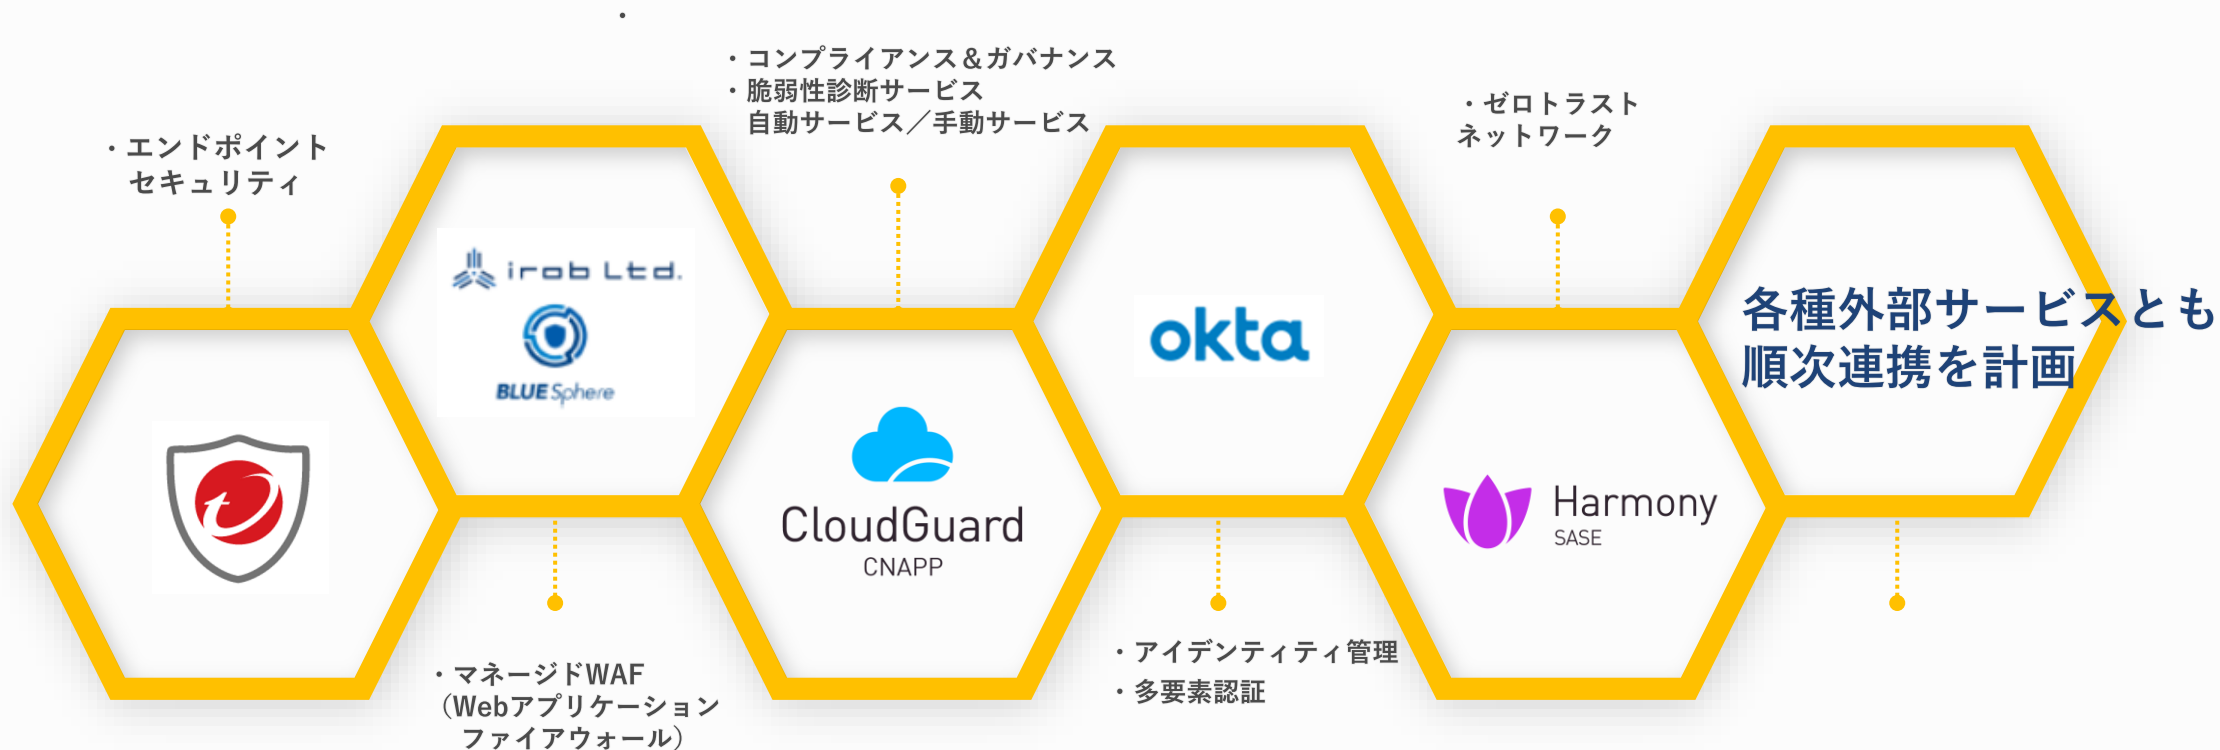 ・
・コンプライアンス＆ガバナンス
・脆弱性診断サービス
自動サービス／手動サービス
・ゼロトラスト
ネットワーク
・エンドポイント
セキュリティ
irob Ltd.
BLUE Sphere
okta
各種外部サービスとも
順次連携を計画
CloudGuard
CNAPP
Harmony
SASE
・マネージドWAF
（Webアプリケーション
ファイアウォール）
・アイデンティティ管理
・多要素認証